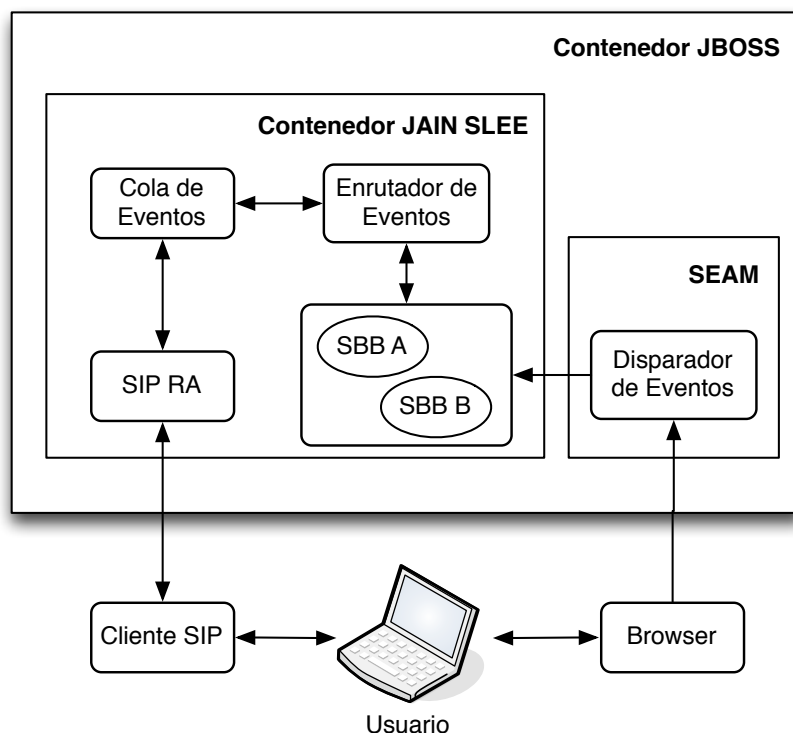 Contenedor JBOSS
Contenedor JAIN SLEE
Cola de
Eventos
Enrutador de
Eventos
SEAM
SBB A
SBB B
SIP RA
Disparador
de Eventos
Cliente SIP
Browser
Usuario